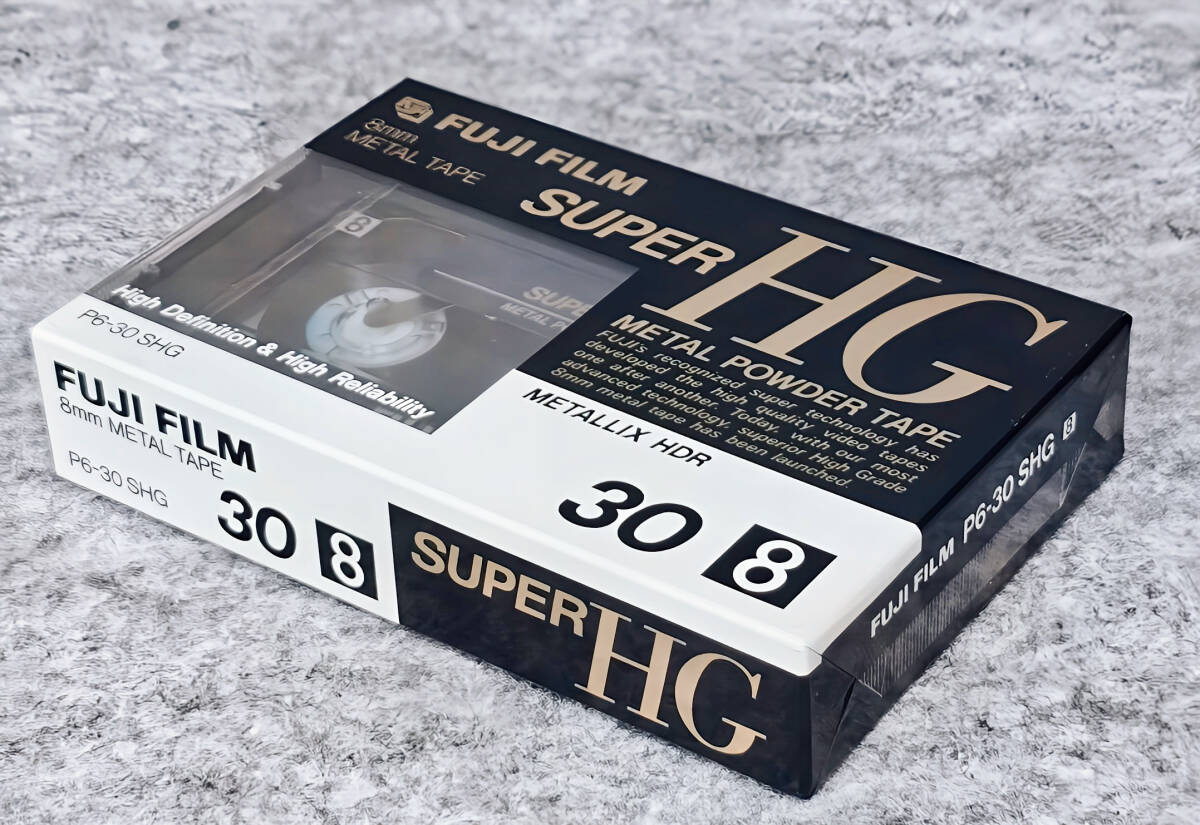 FUJI FILM
8mm
METAL TAPE
SUPER HG
METAL POWDER TAPE
FUJI's recognized super technology has
developed the high quality video tapes
one after another. Today, with our most
advanced technology, Superior High Grade
8mm metal tape has been launched.
8
SUPE
METAL P
High Definition & High Reliability
P6-30 SHG
METALLIX HDR
30 8
FUJI FILM
8mm METAL TAPE
P6-30 SHG
30 8
SUPER HG
FUJI FILM P6-30 SHG 8